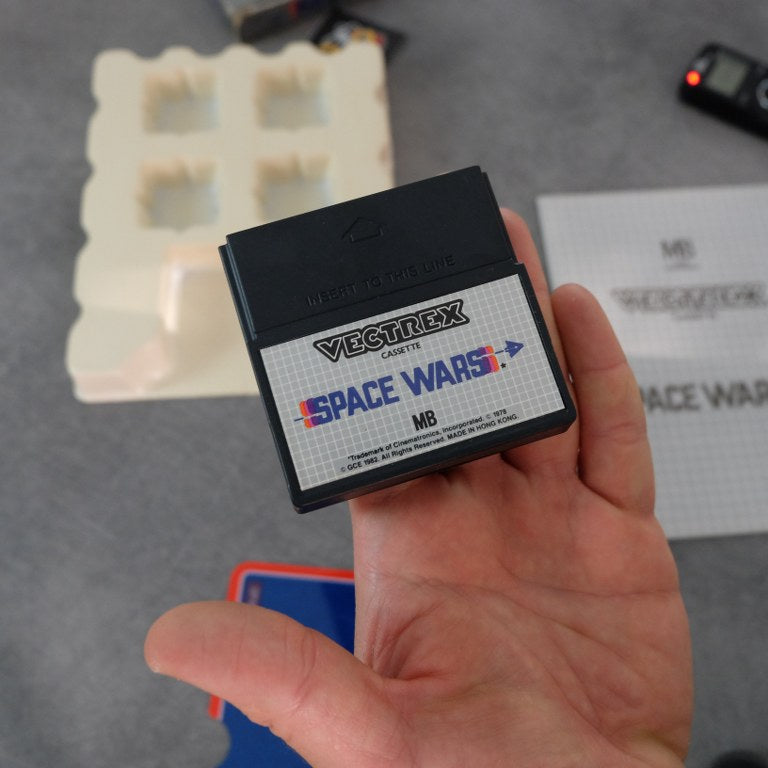 INSERT TO THIS LINE
VECTREX
CASSETTE
SPACE WARS*
MB
*Trademark of Cinematronics, Incorporated. © 1978
© GCE 1982. All Rights Reserved. MADE IN HONG KONG.
MB
VECTREX
SPACE WAR